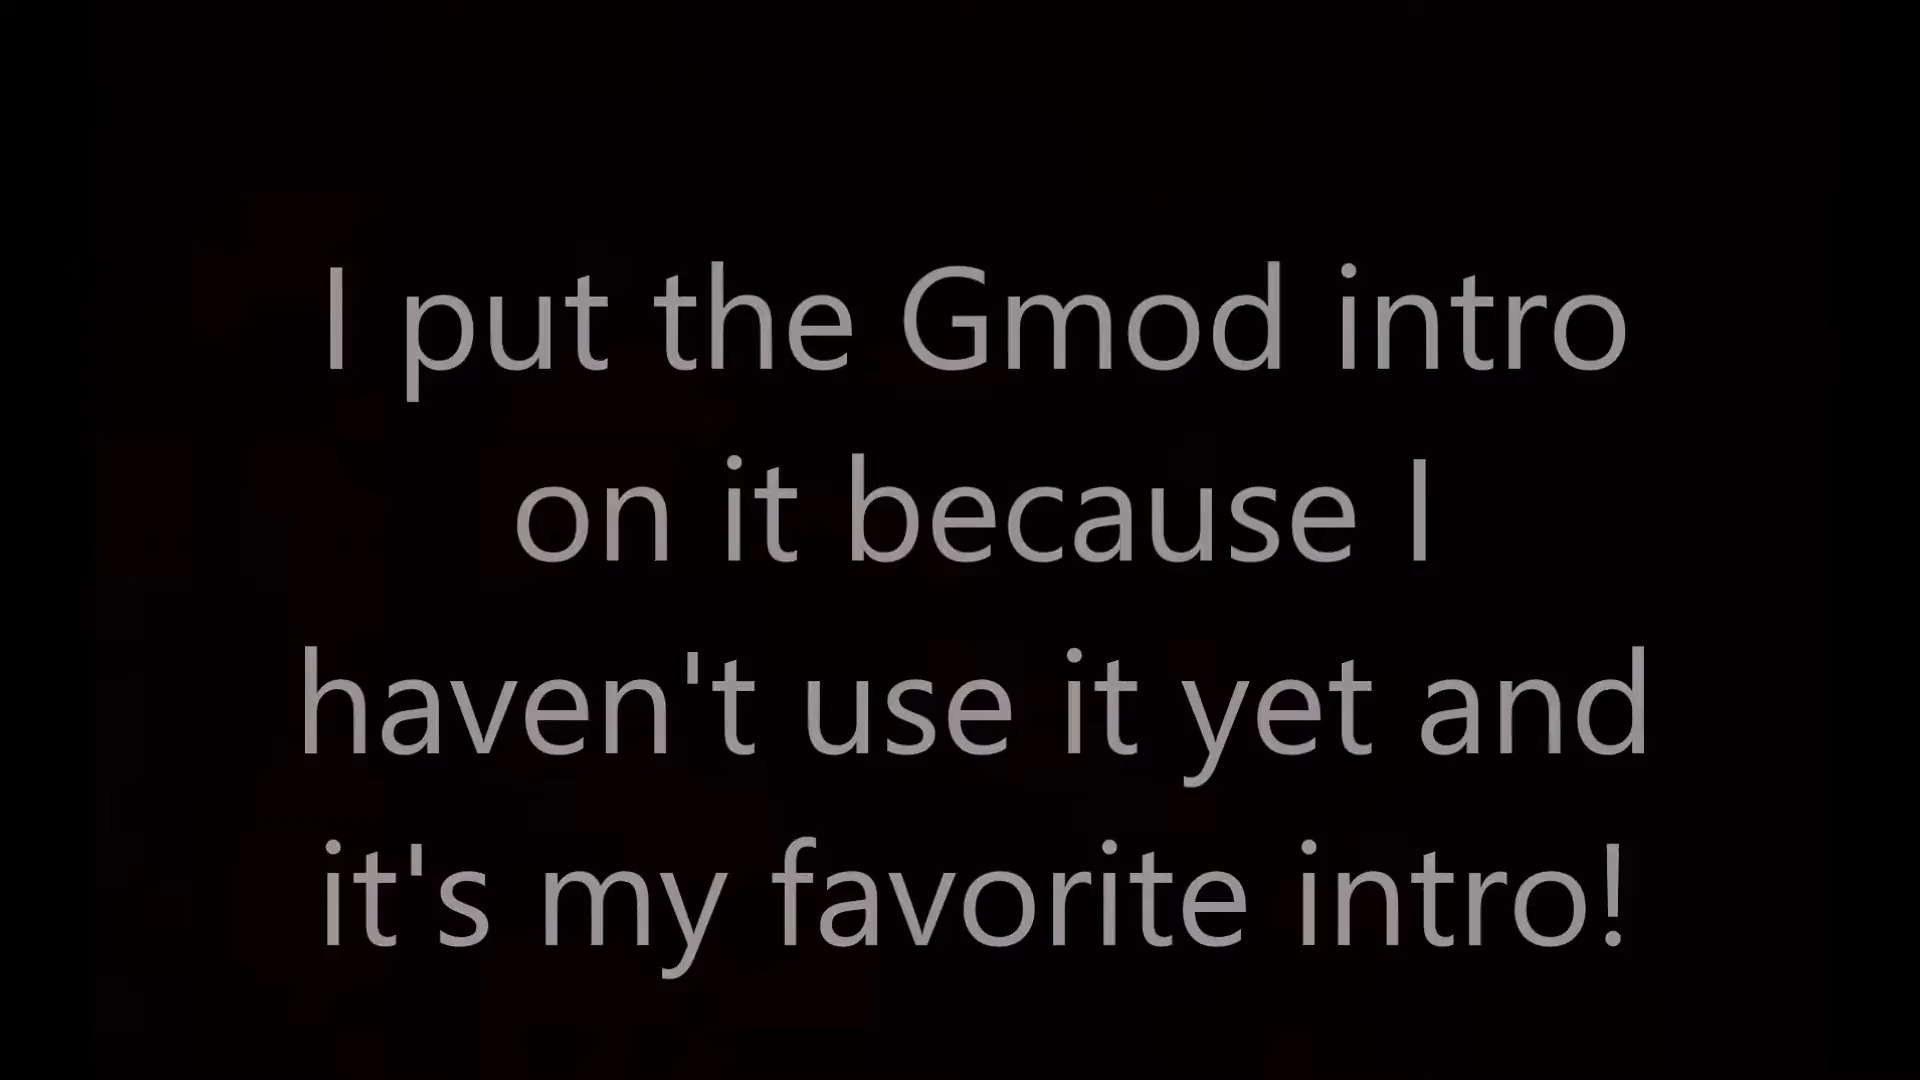 I put the Gmod intro
on it because I
haven't use it yet and
it's my favorite intro!